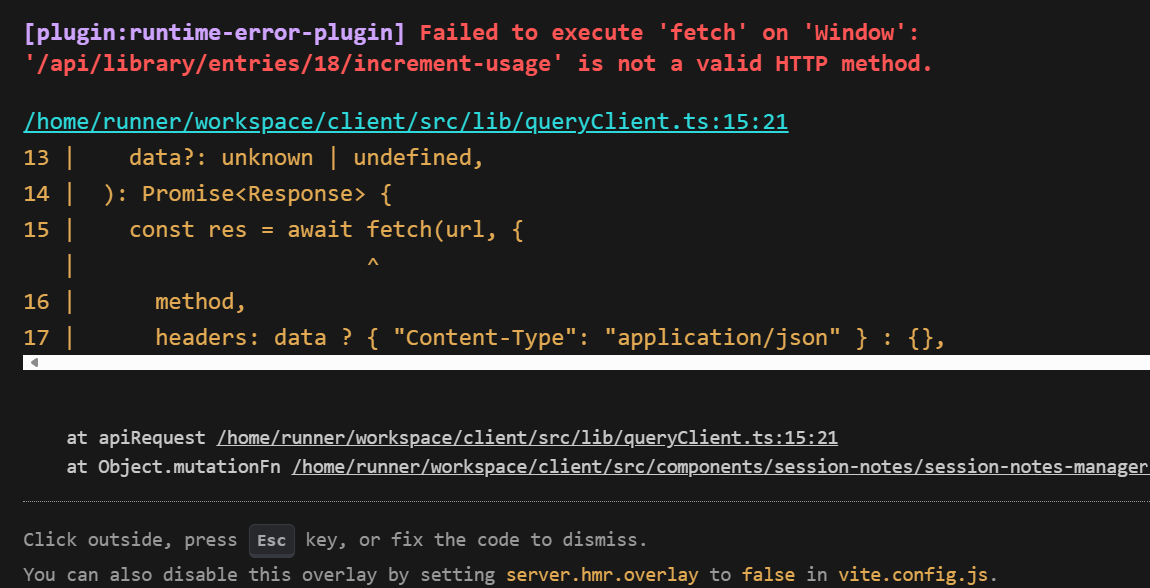 [plugin:runtime-error-plugin] Failed to execute 'fetch' on 'Window':
'/api/library/entries/18/increment-usage' is not a valid HTTP method.
/home/runner/workspace/client/src/lib/queryClient.ts:15:21
13 |    data?: unknown | undefined,
14 |  ): Promise<Response> {
15 |    const res = await fetch(url, {
   |                      ^
16 |      method,
17 |      headers: data ? { "Content-Type": "application/json" } : {},
at apiRequest /home/runner/workspace/client/src/lib/queryClient.ts:15:21
at Object.mutationFn /home/runner/workspace/client/src/components/session-notes/session-notes-manager
Click outside, press Esc key, or fix the code to dismiss.
You can also disable this overlay by setting server.hmr.overlay to false in vite.config.js.